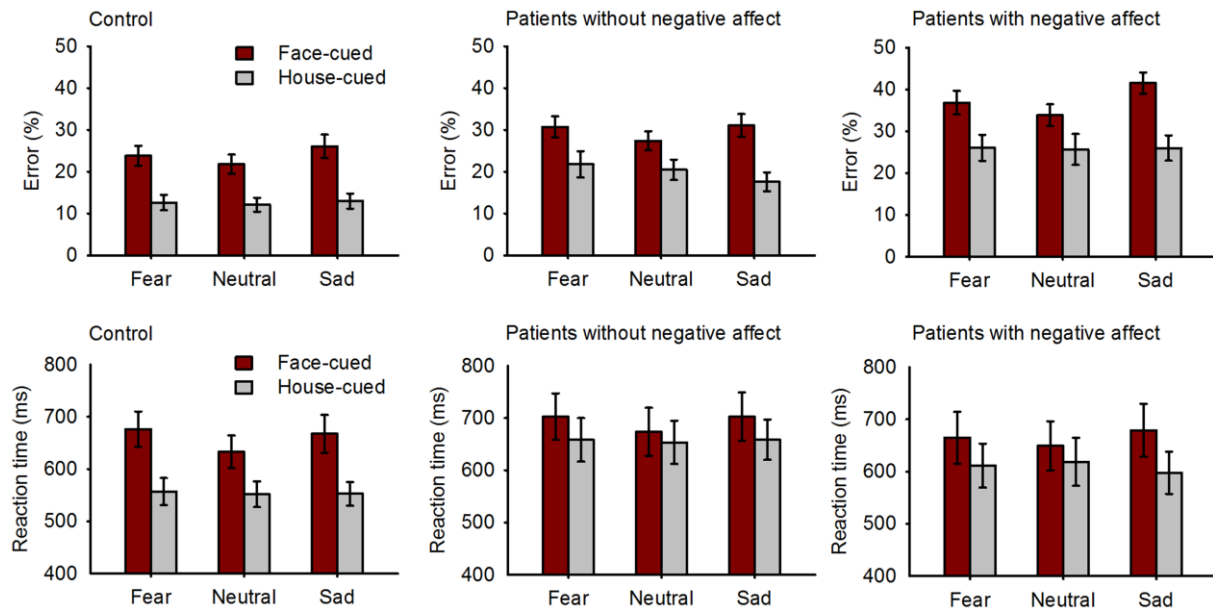 Control
50
40
30
20
10
0
Error (%)
Face-cued
House-cued
Fear Neutral Sad
Patients without negative affect
50
40
30
20
10
0
Error (%)
Fear Neutral Sad
Patients with negative affect
50
40
30
20
10
0
Error (%)
Fear Neutral Sad
Control
800
700
600
500
400
Reaction time (ms)
Face-cued
House-cued
Fear Neutral Sad
Patients without negative affect
800
700
600
500
400
Reaction time (ms)
Fear Neutral Sad
Patients with negative affect
800
700
600
500
400
Reaction time (ms)
Fear Neutral Sad